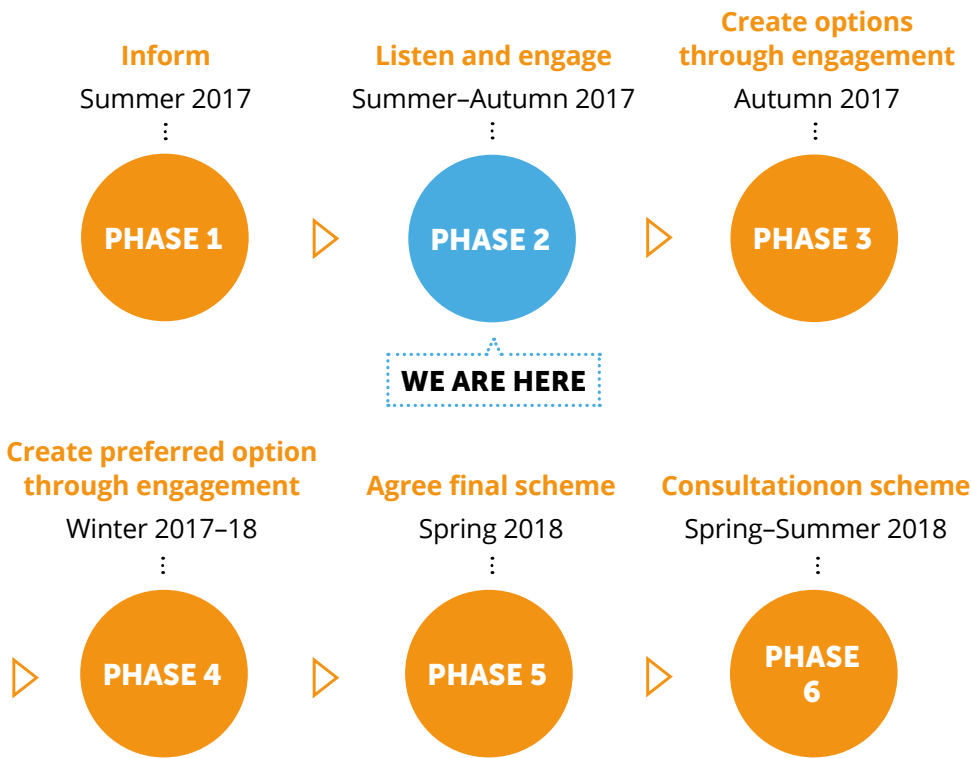 Inform
Summer 2017
PHASE 1
Listen and engage
Summer–Autumn 2017
PHASE 2
WE ARE HERE
Create options
through engagement
Autumn 2017
PHASE 3
Create preferred option
through engagement
Winter 2017–18
PHASE 4
Agree final scheme
Spring 2018
PHASE 5
Consultationon scheme
Spring–Summer 2018
PHASE
6